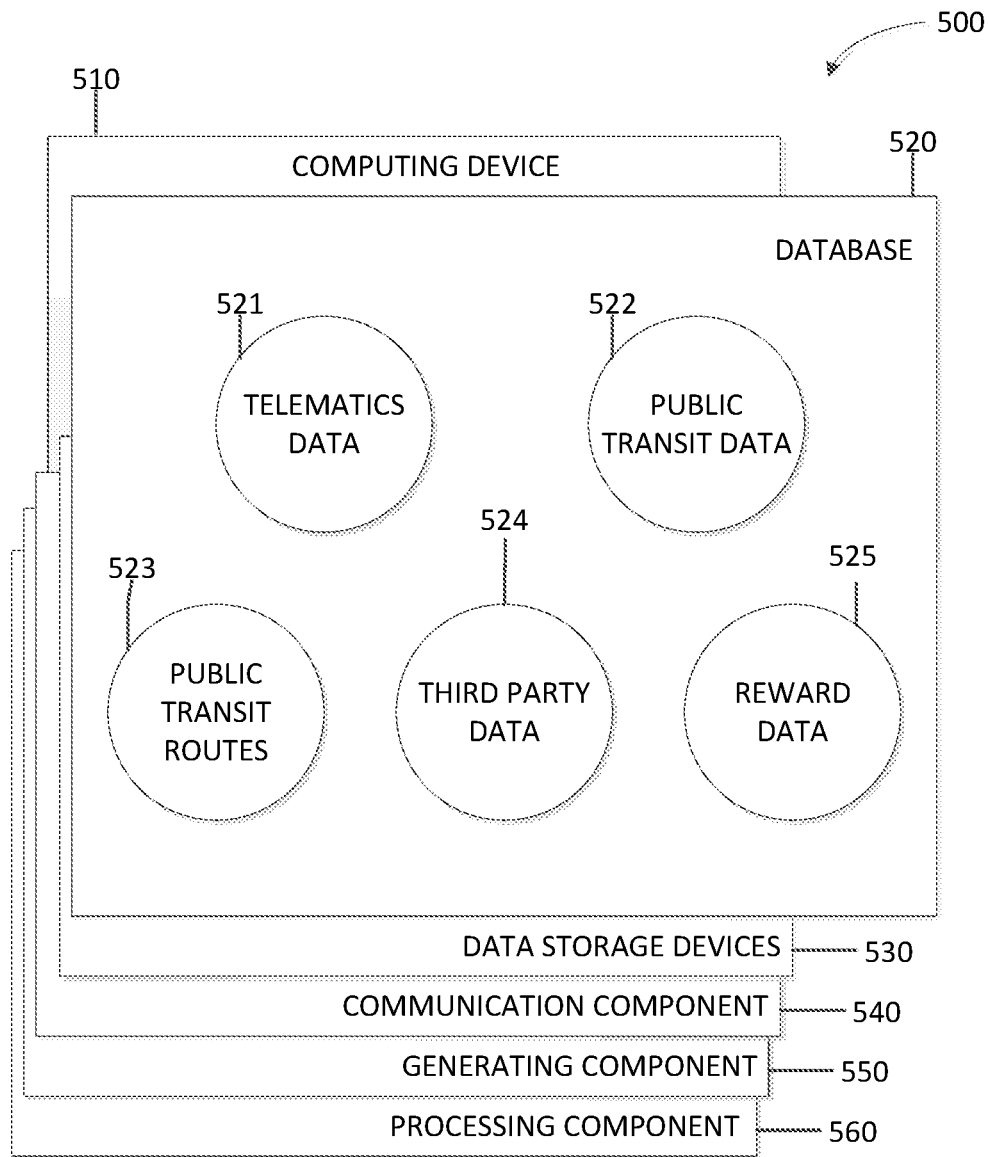 500
510
COMPUTING DEVICE
520
DATABASE
521
522
TELEMATICS
DATA
PUBLIC
TRANSIT DATA
523
524
525
PUBLIC
TRANSIT
ROUTES
THIRD PARTY
DATA
REWARD
DATA
DATA STORAGE DEVICES
530
COMMUNICATION COMPONENT
540
GENERATING COMPONENT
550
PROCESSING COMPONENT
560